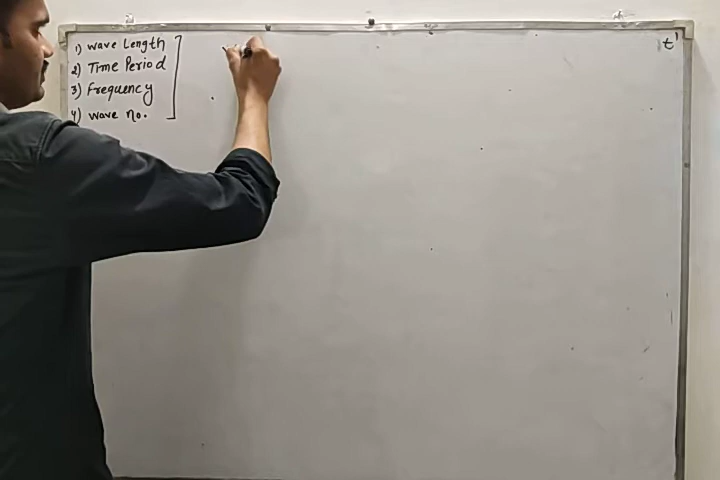 1) Wave Length
2) Time Period
3) Frequency
4) Wave no.
t'